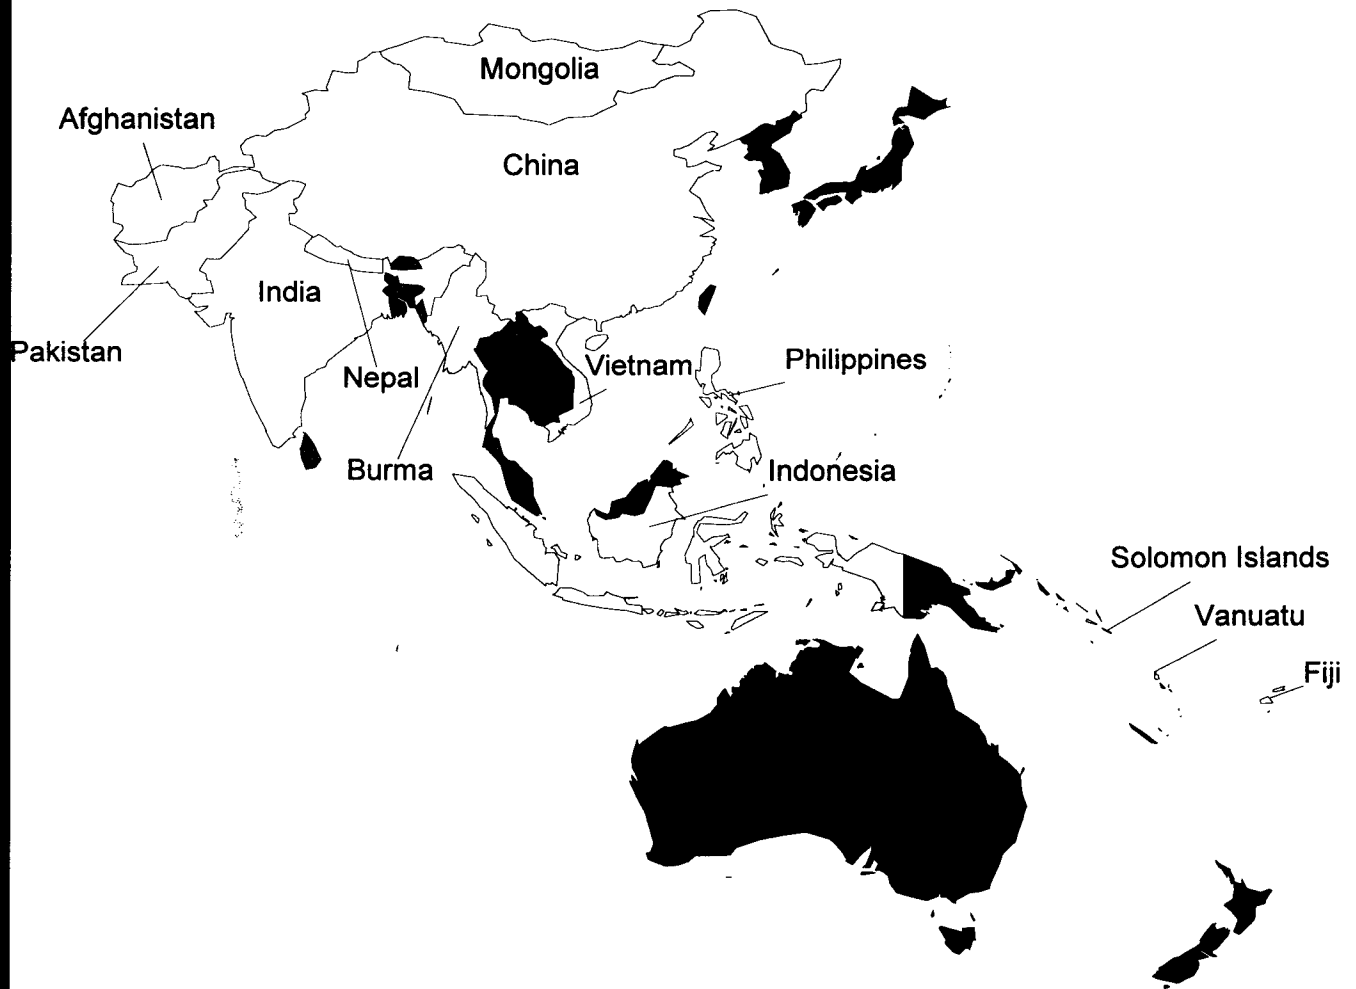 Mongolia
Afghanistan
China
India
Pakistan
Nepal
Vietnam
Philippines
Burma
Indonesia
Solomon Islands
Vanuatu
Fiji